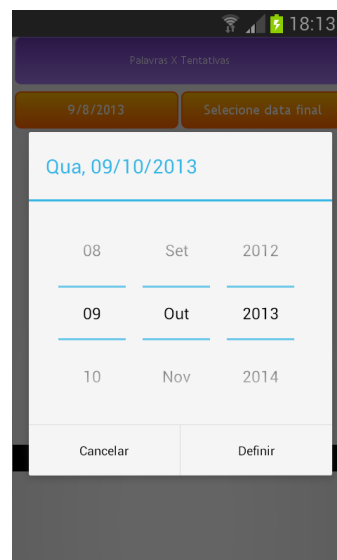 18:13
Palavras X Tentativas
9/8/2013 Selecione data final
Qua, 09/10/2013
08 Set 2012
09 Out 2013
10 Nov 2014
Cancelar Definir